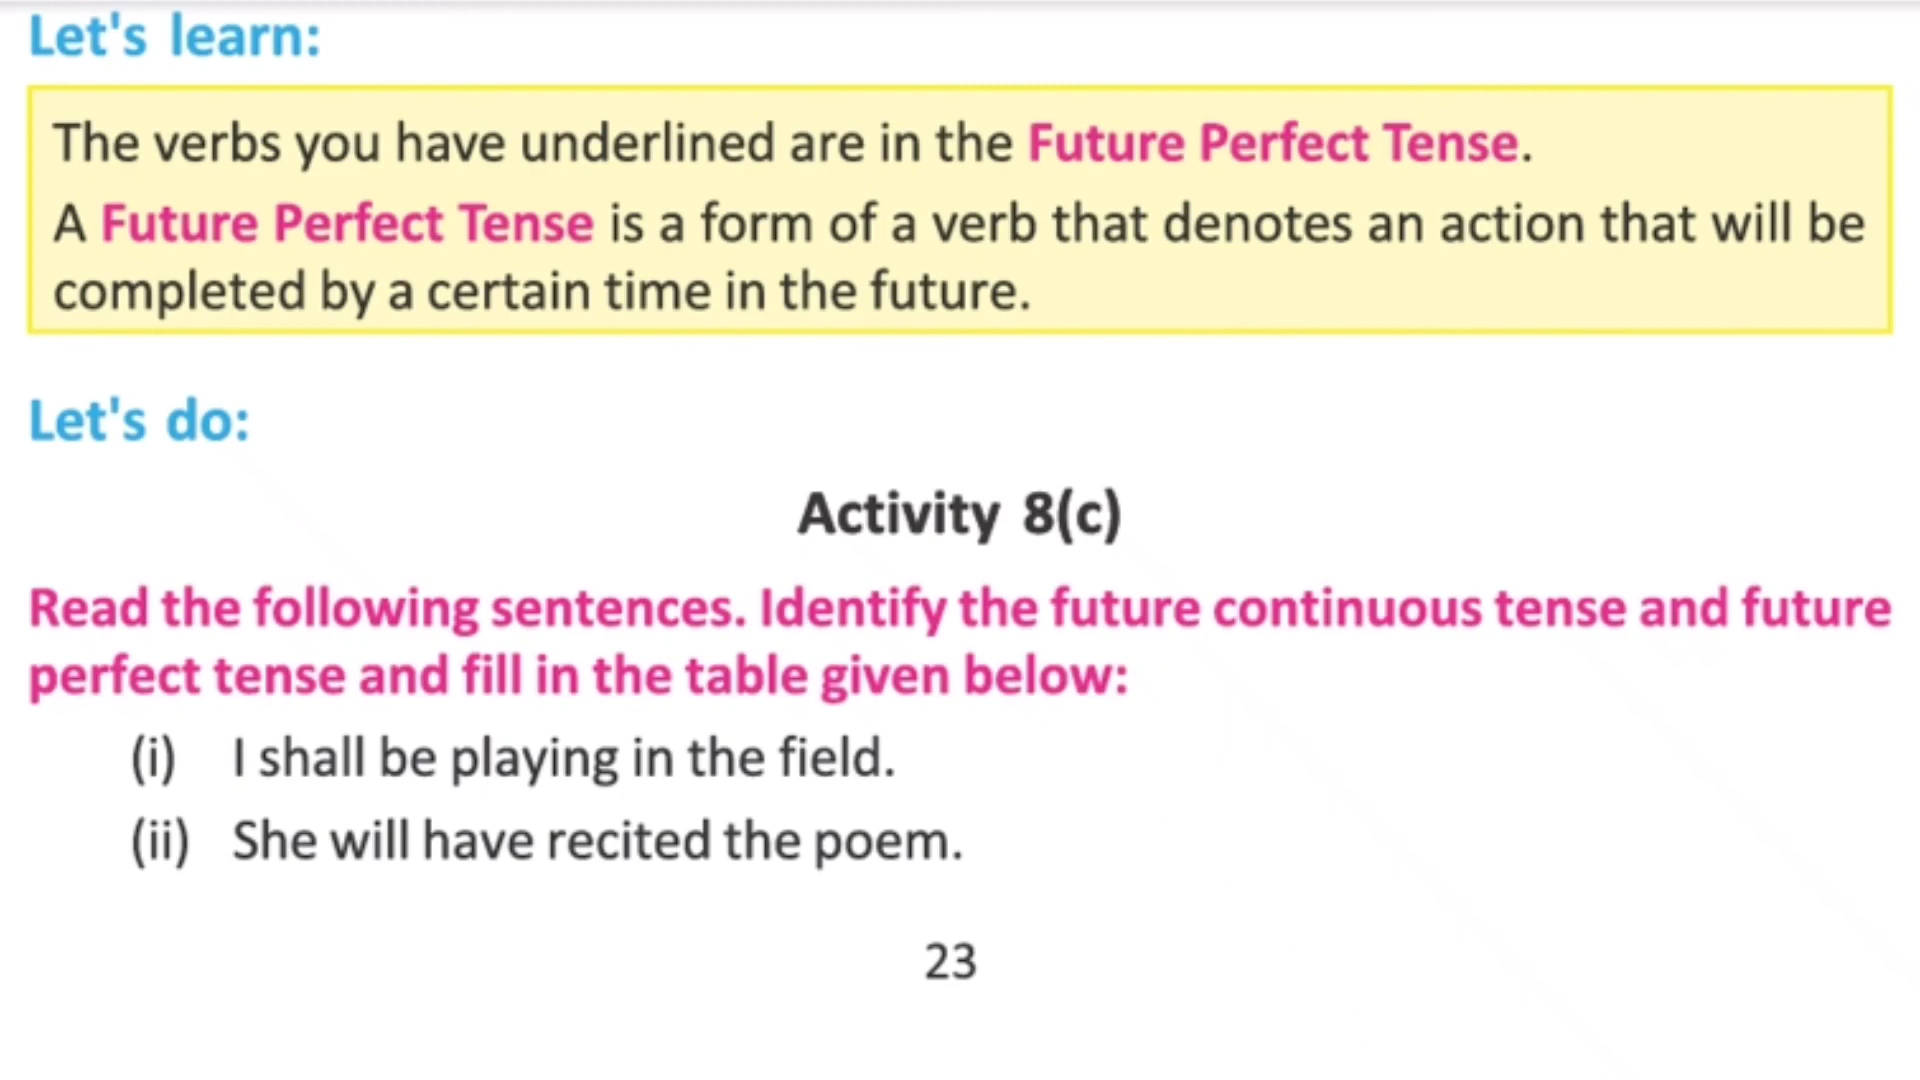 Let's learn:
The verbs you have underlined are in the Future Perfect Tense.
A Future Perfect Tense is a form of a verb that denotes an action that will be
completed by a certain time in the future.
Let's do:
Activity 8(c)
Read the following sentences. Identify the future continuous tense and future
perfect tense and fill in the table given below:
(i) I shall be playing in the field.
(ii) She will have recited the poem.
23